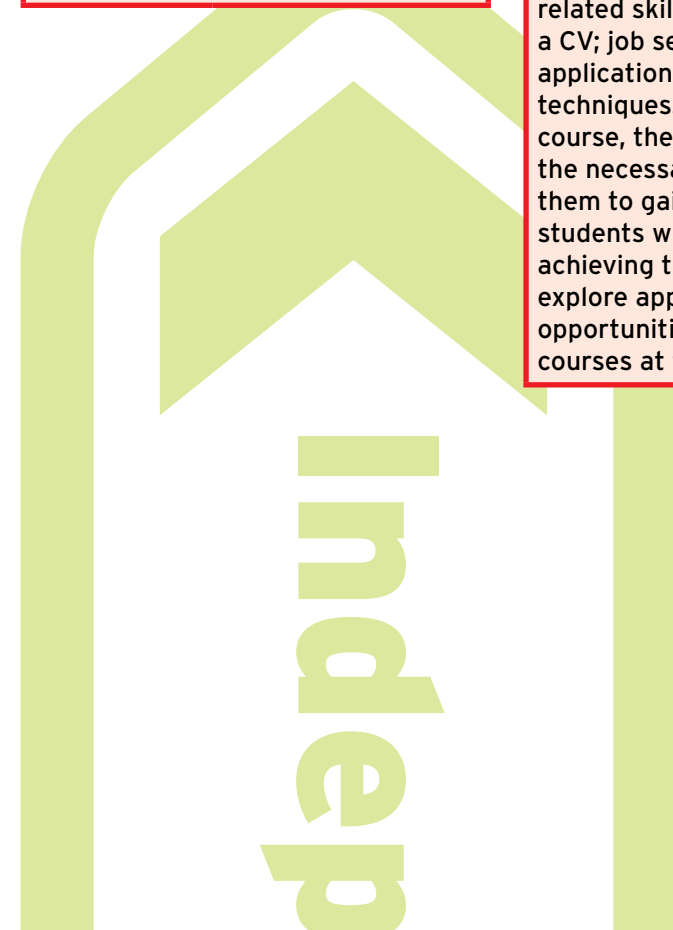 related skil
a CV; job se
application
techniques
course, the
the necessa
them to gai
students w
achieving t
explore app
opportuniti
courses at
Indep